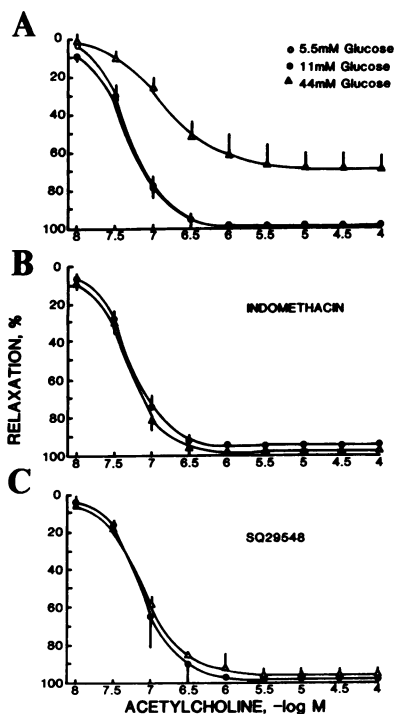 A
5.5mM Glucose
11mM Glucose
44mM Glucose
0
20
40
60
80
100
8 7.5 7 6.5 6 5.5 5 4.5 4
B
INDOMETHACIN
0
20
40
60
80
100
8 7.5 7 6.5 6 5.5 5 4.5 4
RELAXATION, %
C
SQ29548
0
20
40
60
80
100
8 7.5 7 6.5 6 5.5 5 4.5 4
ACETYLCHOLINE, -log M